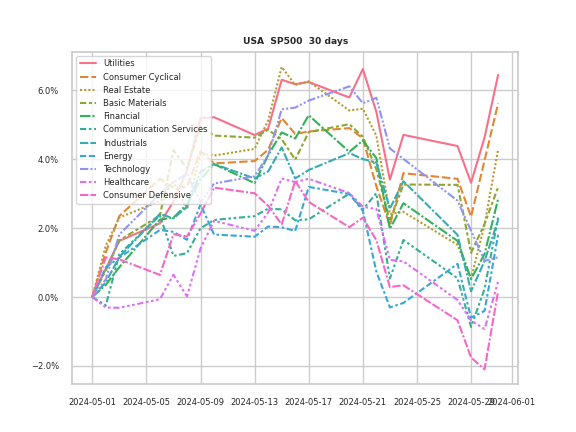 USA SP500 30 days
Utilities
Consumer Cyclical
Real Estate
Basic Materials
Financial
Communication Services
Industrials
Energy
Technology
Healthcare
Consumer Defensive
6.0%
4.0%
2.0%
0.0%
−2.0%
2024-05-01 2024-05-05 2024-05-09 2024-05-13 2024-05-17 2024-05-21 2024-05-25 2024-05-29 2024-06-01